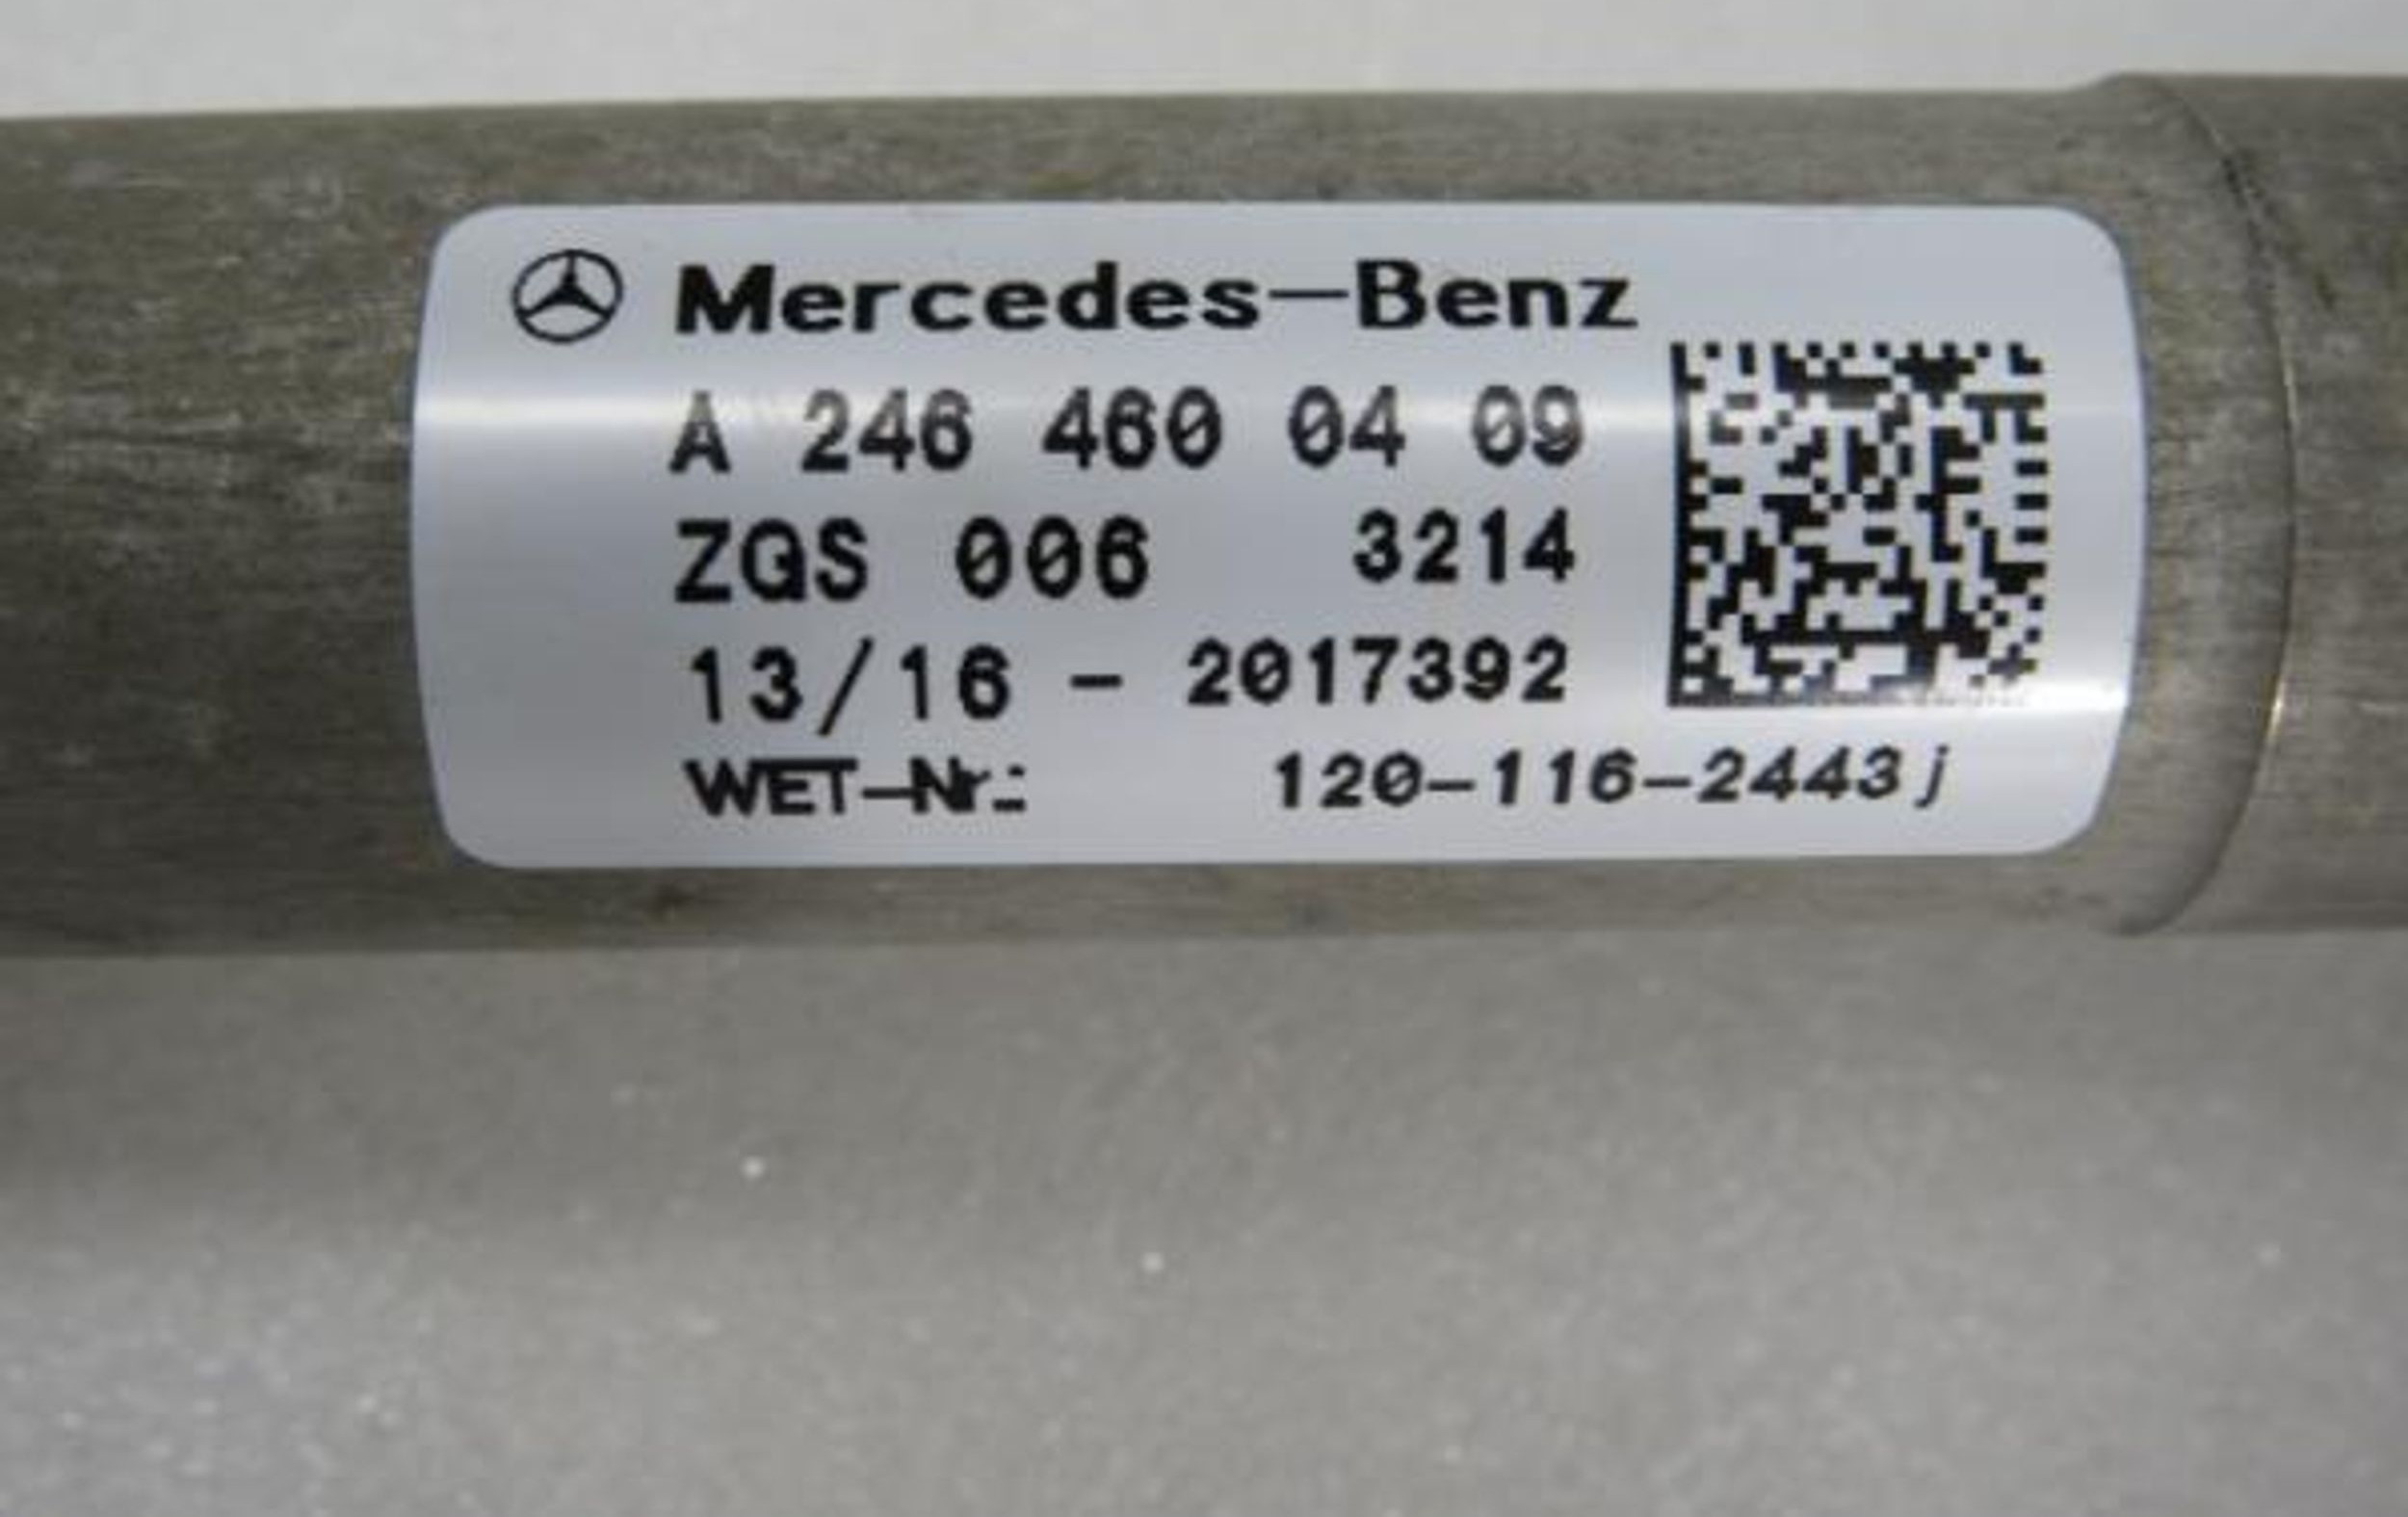 Mercedes-Benz
A 246 460 04 09
ZGS 006 3214
13/16 - 2017392
WET-Nr.: 120-116-2443j